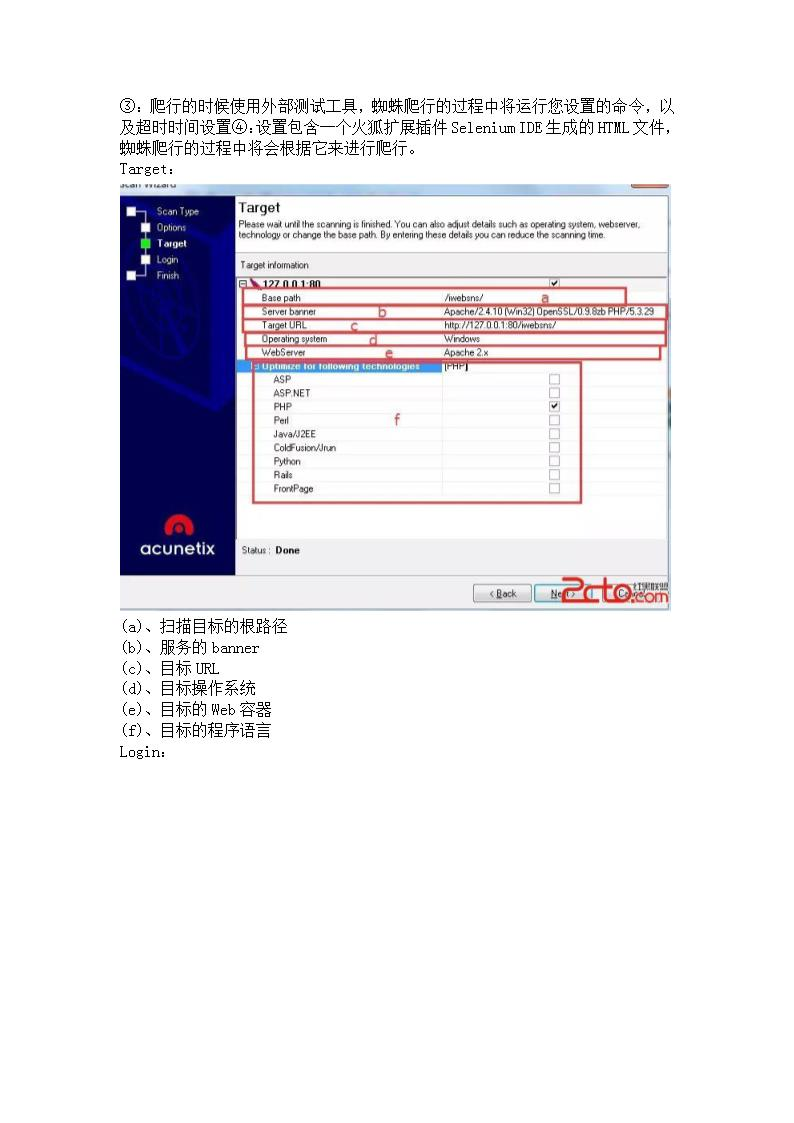 ③：爬行的时候使用外部测试工具，蜘蛛爬行的过程中将运行您设置的命令，以
及超时时间设置④：设置包含一个火狐扩展插件 Selenium IDE 生成的 HTML 文件，
蜘蛛爬行的过程中将会根据它来进行爬行。
Target：
Scan Wizard
Scan Type
Options
Target
Login
Finish
Target
Please wait until the scanning is finished. You can also adjust details such as operating system, webserver,
technology or change the base path. By entering these details you can reduce the scanning time.
Target information
127.0.0.1:80
Base path /iwebsns/ a
Server banner b Apache/2.4.10 (Win32) OpenSSL/0.9.8zb PHP/5.3.29
Target URL c http://127.0.0.1:80/iwebsns/
Operating system d Windows
WebServer e Apache 2.x
Optimize for following technologies [PHP]
ASP
ASP.NET
PHP
Perl f
Java/J2EE
ColdFusion/Jrun
Python
Rails
FrontPage
acunetix
Status : Done
< Back
2cto.com
(a)、扫描目标的根路径
(b)、服务的 banner
(c)、目标 URL
(d)、目标操作系统
(e)、目标的 Web 容器
(f)、目标的程序语言
Login：